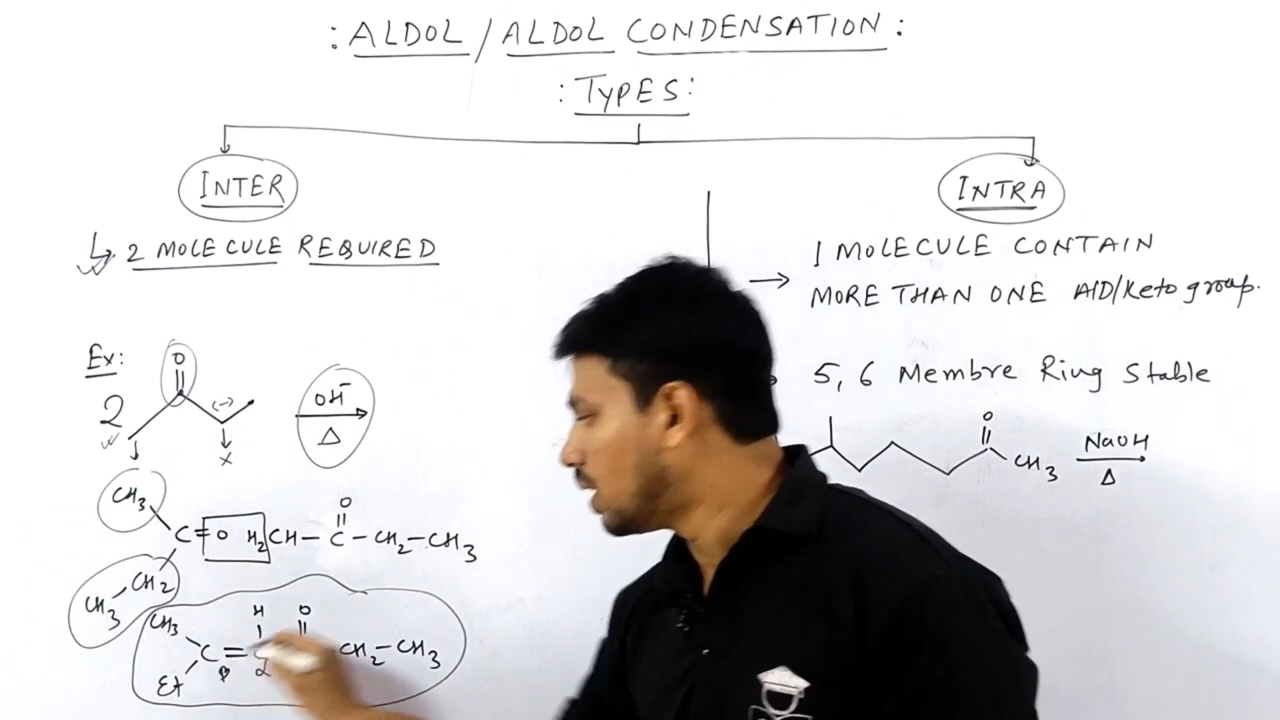 : ALDOL / ALDOL CONDENSATION :
: TYPES :
INTER
INTRA
2 MOLECULE REQUIRED
1 MOLECULE CONTAIN
MORE THAN ONE AlD/Keto group.
5, 6 Membre Ring Stable
Ex:
O
2
(-)
x
OH⁻
Δ
O
CH3
NaOH
Δ
CH3
O
C=O H2CH-C-CH2-CH3
CH3-CH2
CH3 H O
C=C CH2-CH3
β α
Et